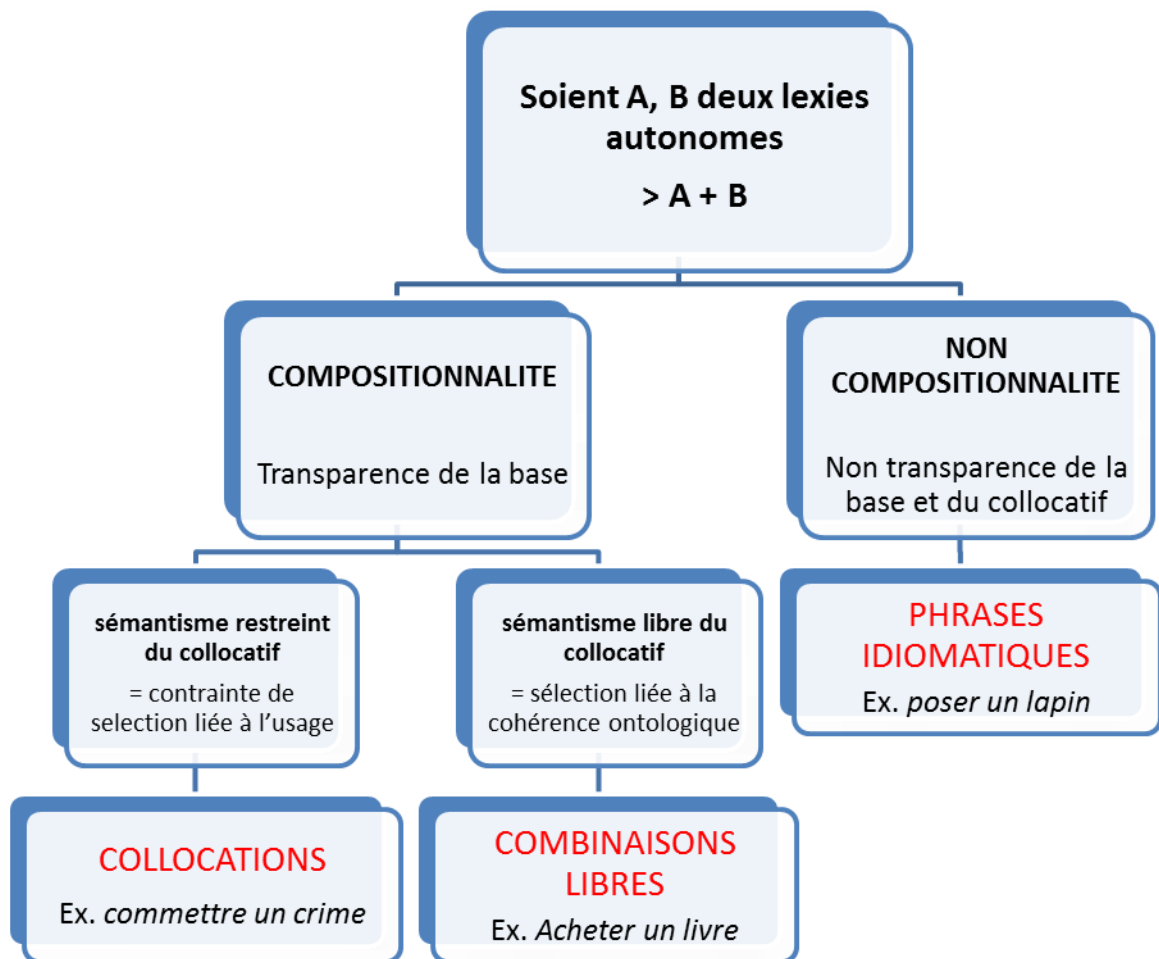 Soient A, B deux lexies
autonomes
> A + B
COMPOSITIONNALITE
Transparence de la base
NON
COMPOSITIONNALITE
Non transparence de la
base et du collocatif
sémantisme restreint
du collocatif
= contrainte de
selection liée à l'usage
sémantisme libre du
collocatif
= sélection liée à la
cohérence ontologique
PHRASES
IDIOMATIQUES
Ex. poser un lapin
COLLOCATIONS
Ex. commettre un crime
COMBINAISONS
LIBRES
Ex. Acheter un livre